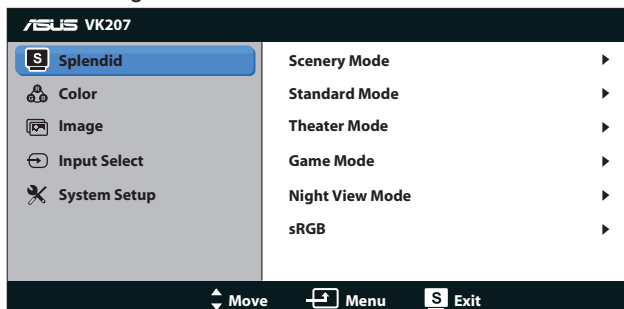 ASUS VK207
S Splendid
Color
Image
Input Select
System Setup
Scenery Mode
Standard Mode
Theater Mode
Game Mode
Night View Mode
sRGB
Move Menu S Exit